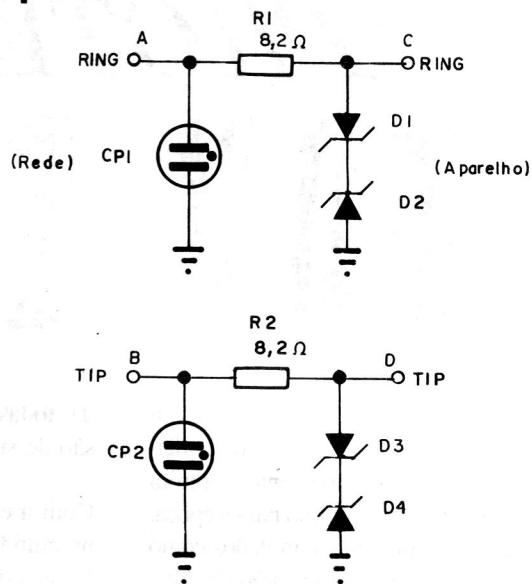 R1
8,2 Ω
A
C
RING
RING
CP1
D1
(Rede)
(Aparelho)
D2
R2
8,2 Ω
B
D
TIP
TIP
CP2
D3
D4